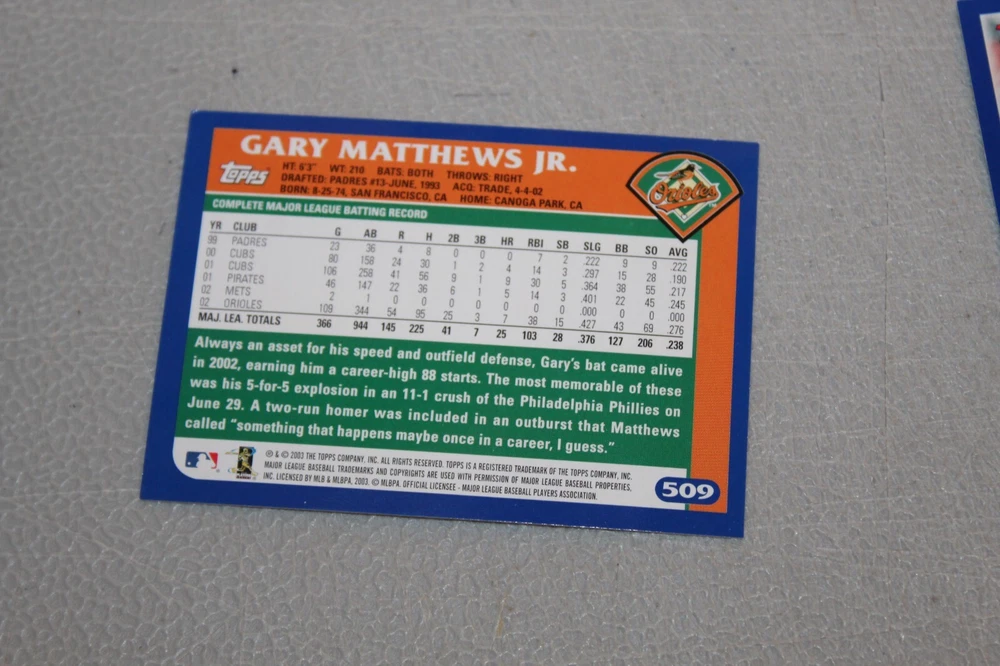 GARY MATTHEWS JR.
Topps
HT: 6'3" WT: 210 BATS: BOTH THROWS: RIGHT
DRAFTED: PADRES #13-JUNE, 1993 ACQ: TRADE, 4-4-02
BORN: 8-25-74, SAN FRANCISCO, CA HOME: CANOGA PARK, CA
Orioles
COMPLETE MAJOR LEAGUE BATTING RECORD
YR CLUB G AB R H 2B 3B HR RBI SB SLG BB SO AVG
99 PADRES 23 36 4 8 0 0 0 7 2 .222 9 9 .222
00 CUBS 80 158 24 30 1 2 4 14 3 .297 15 28 .190
01 CUBS 106 258 41 56 9 1 9 30 5 .364 38 55 .217
01 PIRATES 46 147 22 36 6 1 5 14 3 .401 22 45 .245
02 METS 2 1 0 0 0 0 0 0 0 .000 0 0 .000
02 ORIOLES 109 344 54 95 25 3 7 38 15 .427 43 69 .276
MAJ. LEA. TOTALS 366 944 145 225 41 7 25 103 28 .376 127 206 .238
Always an asset for his speed and outfield defense, Gary's bat came alive
in 2002, earning him a career-high 88 starts. The most memorable of these
was his 5-for-5 explosion in an 11-1 crush of the Philadelphia Phillies on
June 29. A two-run homer was included in an outburst that Matthews
called "something that happens maybe once in a career, I guess."
® & © 2003 THE TOPPS COMPANY, INC. ALL RIGHTS RESERVED. TOPPS IS A REGISTERED TRADEMARK OF THE TOPPS COMPANY, INC.
MAJOR LEAGUE BASEBALL TRADEMARKS AND COPYRIGHTS ARE USED WITH PERMISSION OF MAJOR LEAGUE BASEBALL PROPERTIES,
INC. LICENSED BY MLB & MLBPA, 2003. © MLBPA. OFFICIAL LICENSEE - MAJOR LEAGUE BASEBALL PLAYERS ASSOCIATION.
509